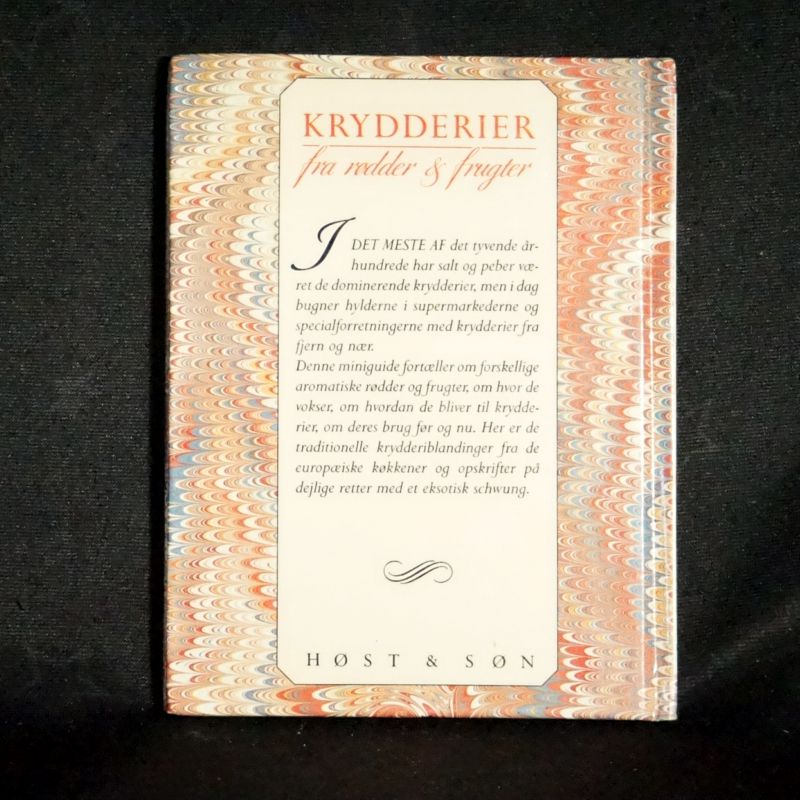 KRYDDERIER
fra rødder & frugter
I DET MESTE AF det tyvende år-
hundrede har salt og peber væ-
ret de dominerende krydderier, men i dag
bugner hylderne i supermarkederne og
specialforretningerne med krydderier fra
fjern og nær.
Denne miniguide fortæller om forskellige
aromatiske rødder og frugter, om hvor de
vokser, om hvordan de bliver til krydde-
rier, om deres brug før og nu. Her er de
traditionelle krydderiblandinger fra de
europæiske køkkener og opskrifter på
dejlige retter med et eksotisk schwung.
HØST & SØN